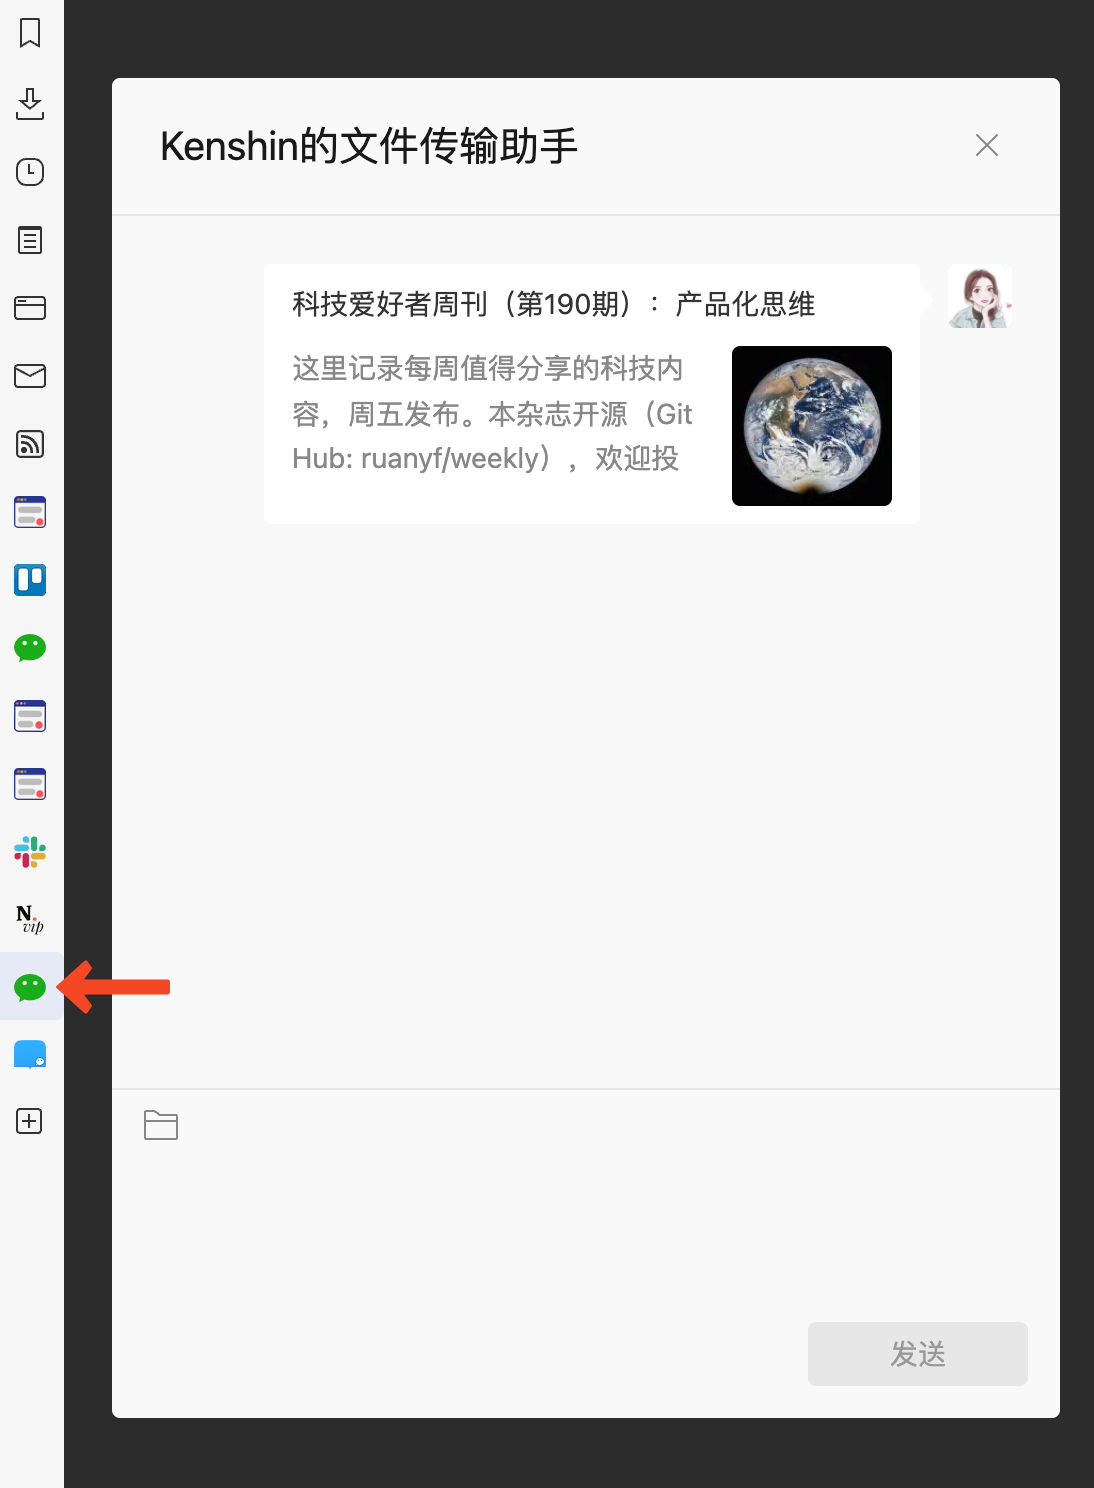 Kenshin的文件传输助手
科技爱好者周刊（第190期）：产品化思维
这里记录每周值得分享的科技内
容，周五发布。本杂志开源（Git
Hub: ruanyf/weekly），欢迎投
N.
vip
发送